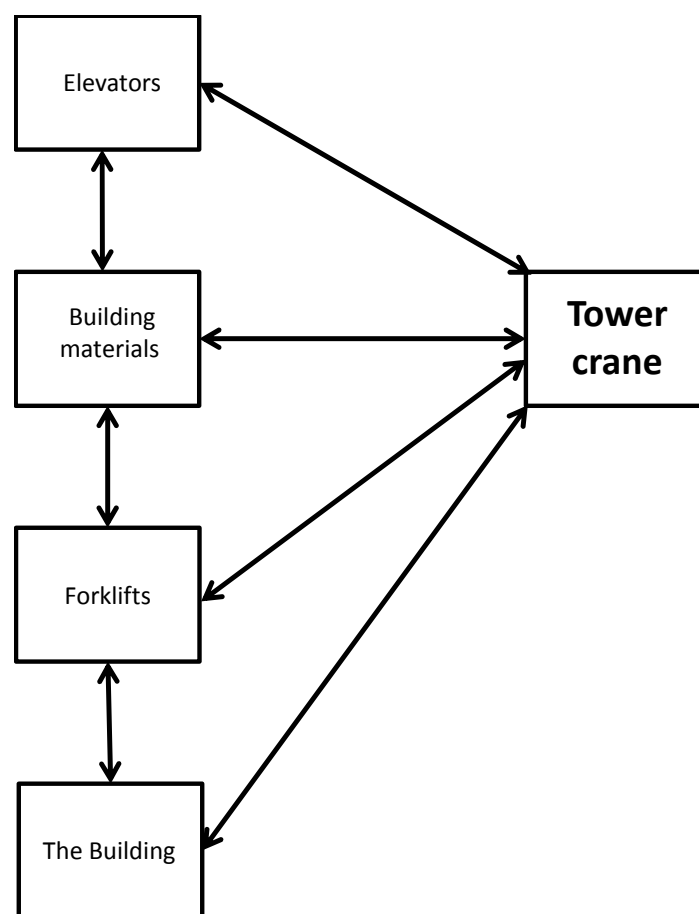 Elevators
Building
materials
Tower
crane
Forklifts
The Building